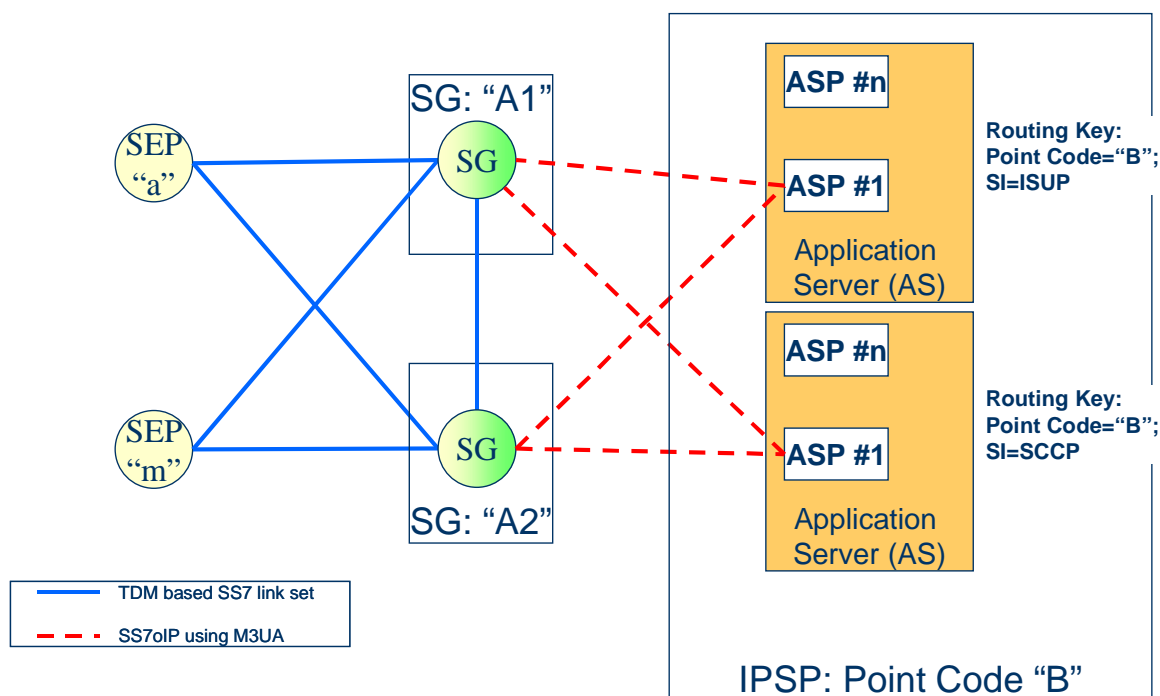 SG: “A1”
SEP
“a”
SG
SEP
“m”
SG
SG: “A2”
ASP #n
ASP #1
Application
Server (AS)
Routing Key:
Point Code=“B”;
SI=ISUP
ASP #n
ASP #1
Application
Server (AS)
Routing Key:
Point Code=“B”;
SI=SCCP
TDM based SS7 link set
SS7oIP using M3UA
IPSP: Point Code “B”